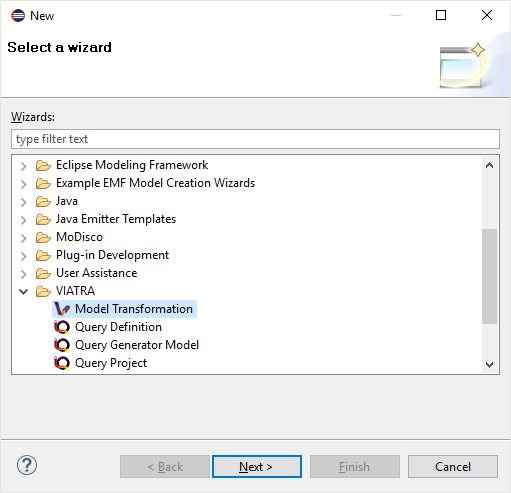 New
Select a wizard
Wizards:
type filter text
Eclipse Modeling Framework
Example EMF Model Creation Wizards
Java
Java Emitter Templates
MoDisco
Plug-in Development
User Assistance
VIATRA
Model Transformation
Query Definition
Query Generator Model
Query Project
? < Back Next > Finish Cancel